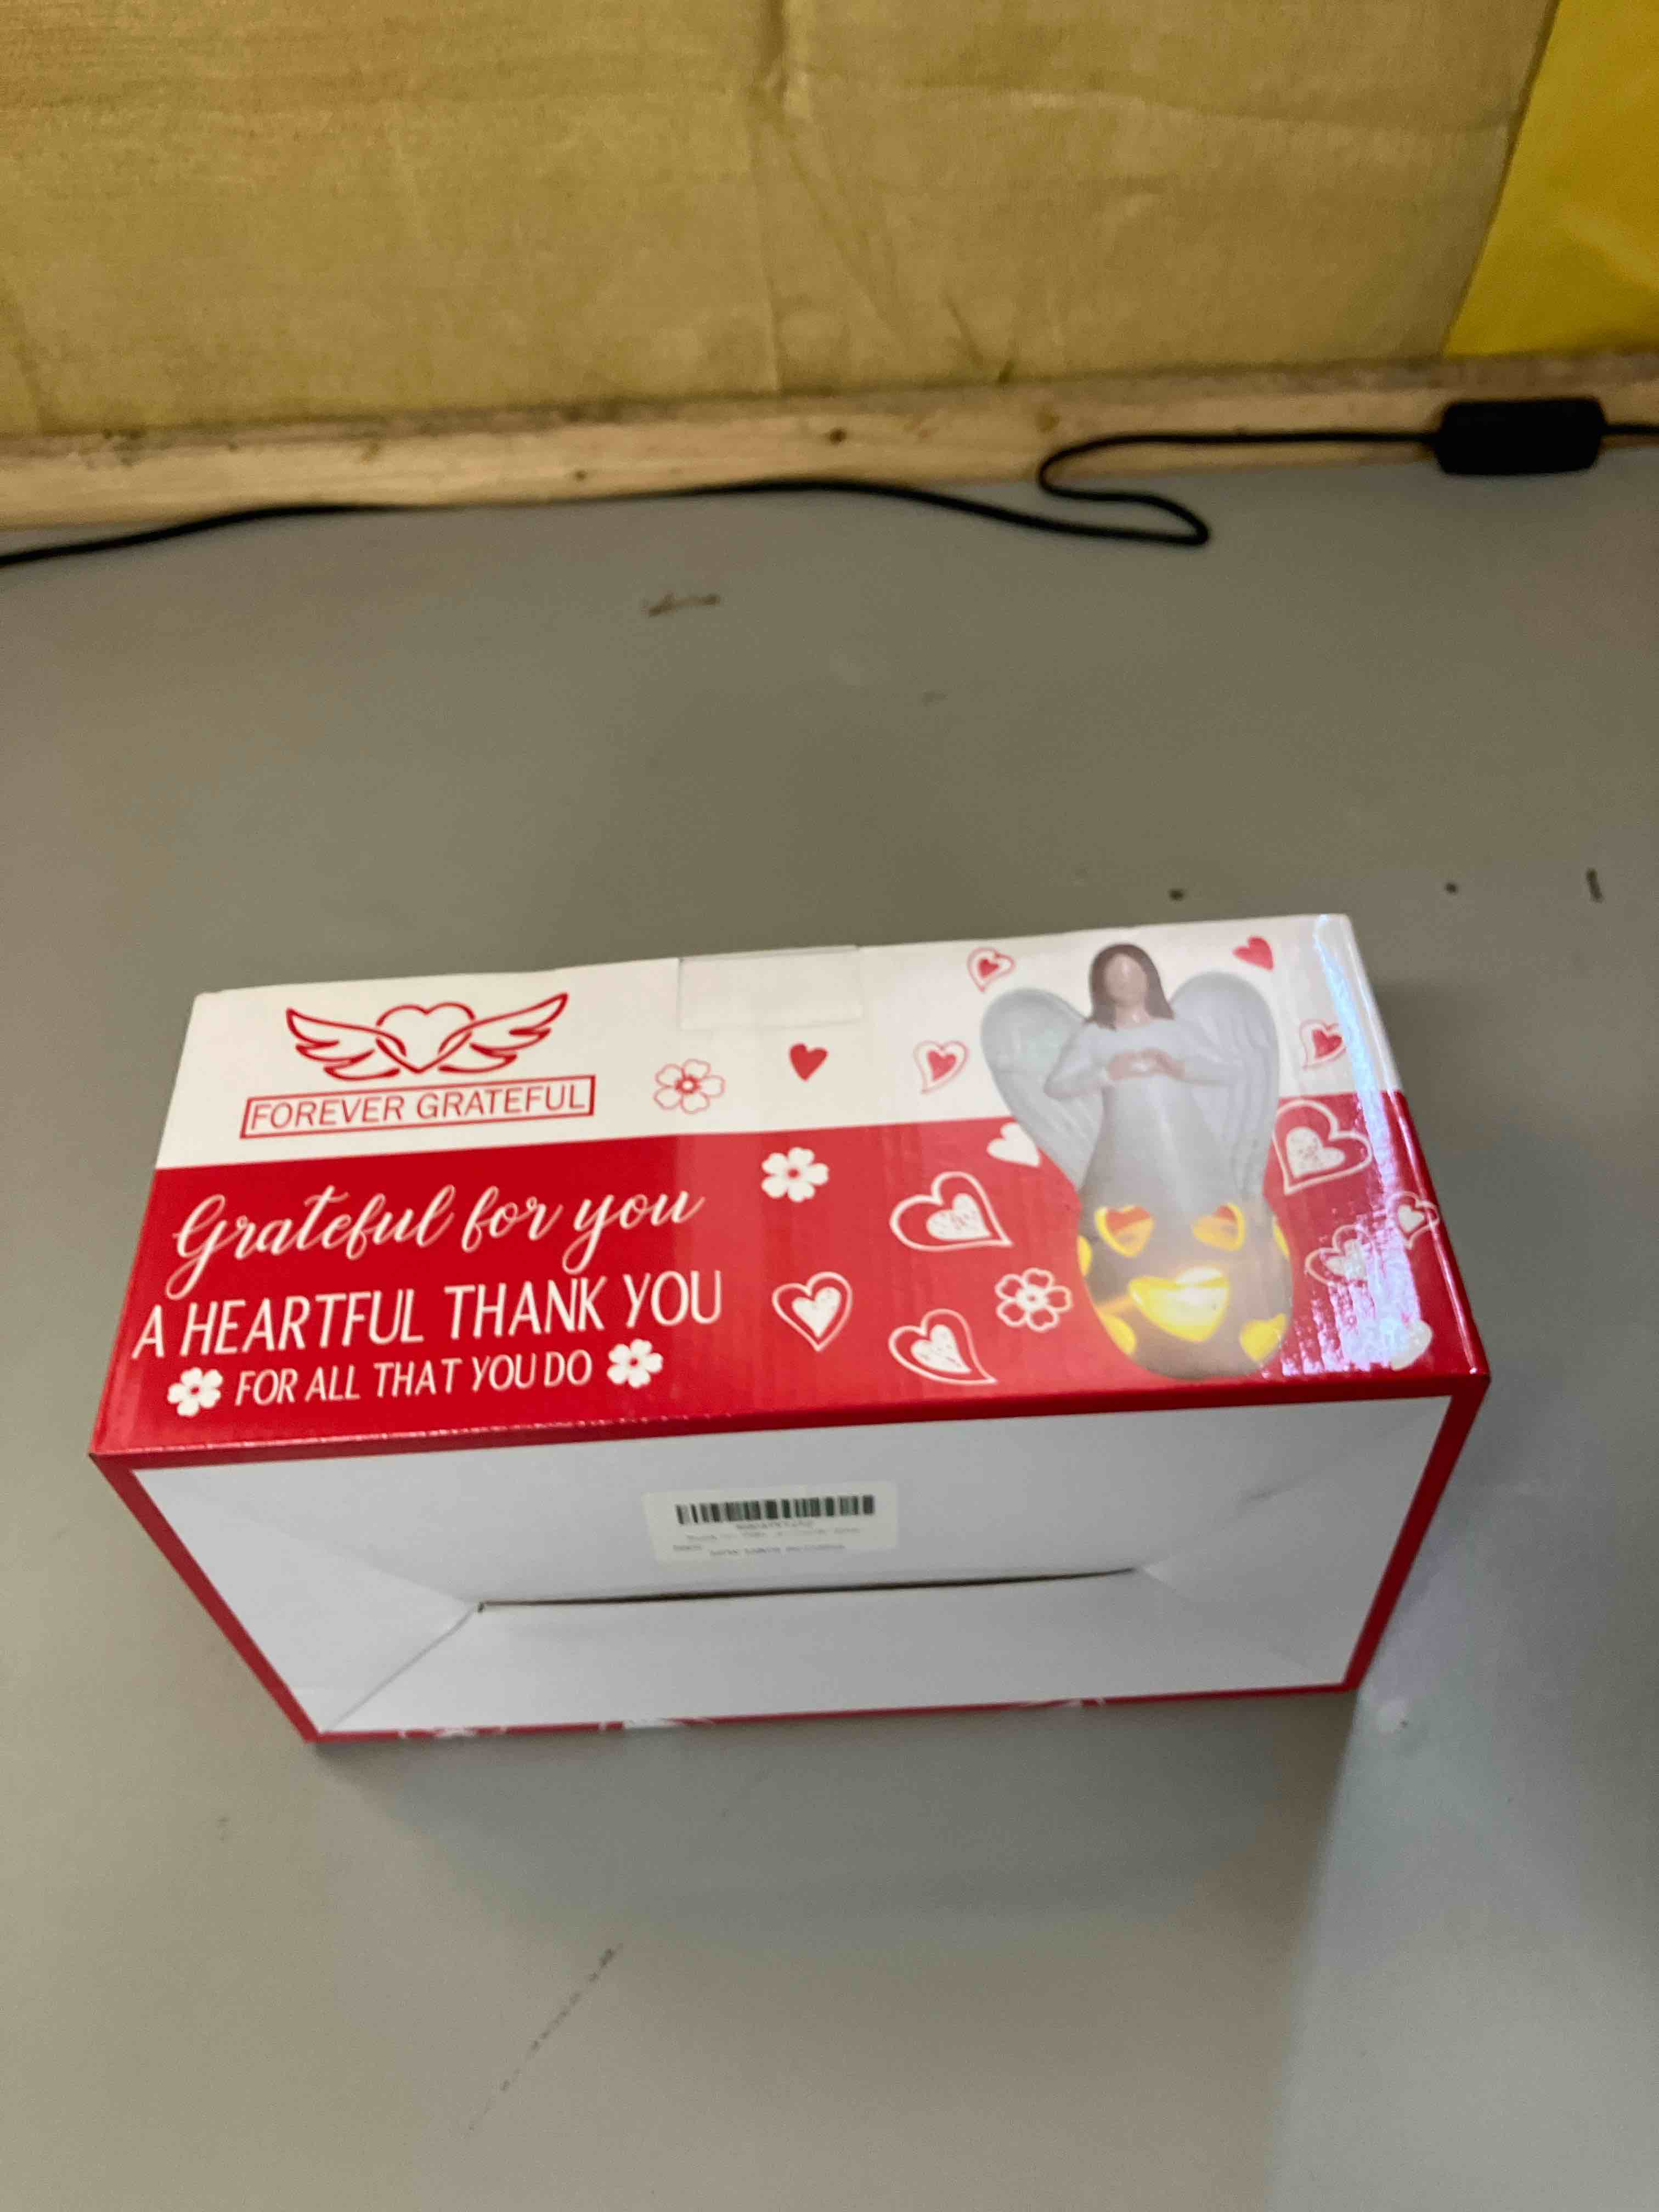 FOREVER GRATEFUL
Grateful for you
A HEARTFUL THANK YOU
FOR ALL THAT YOU DO